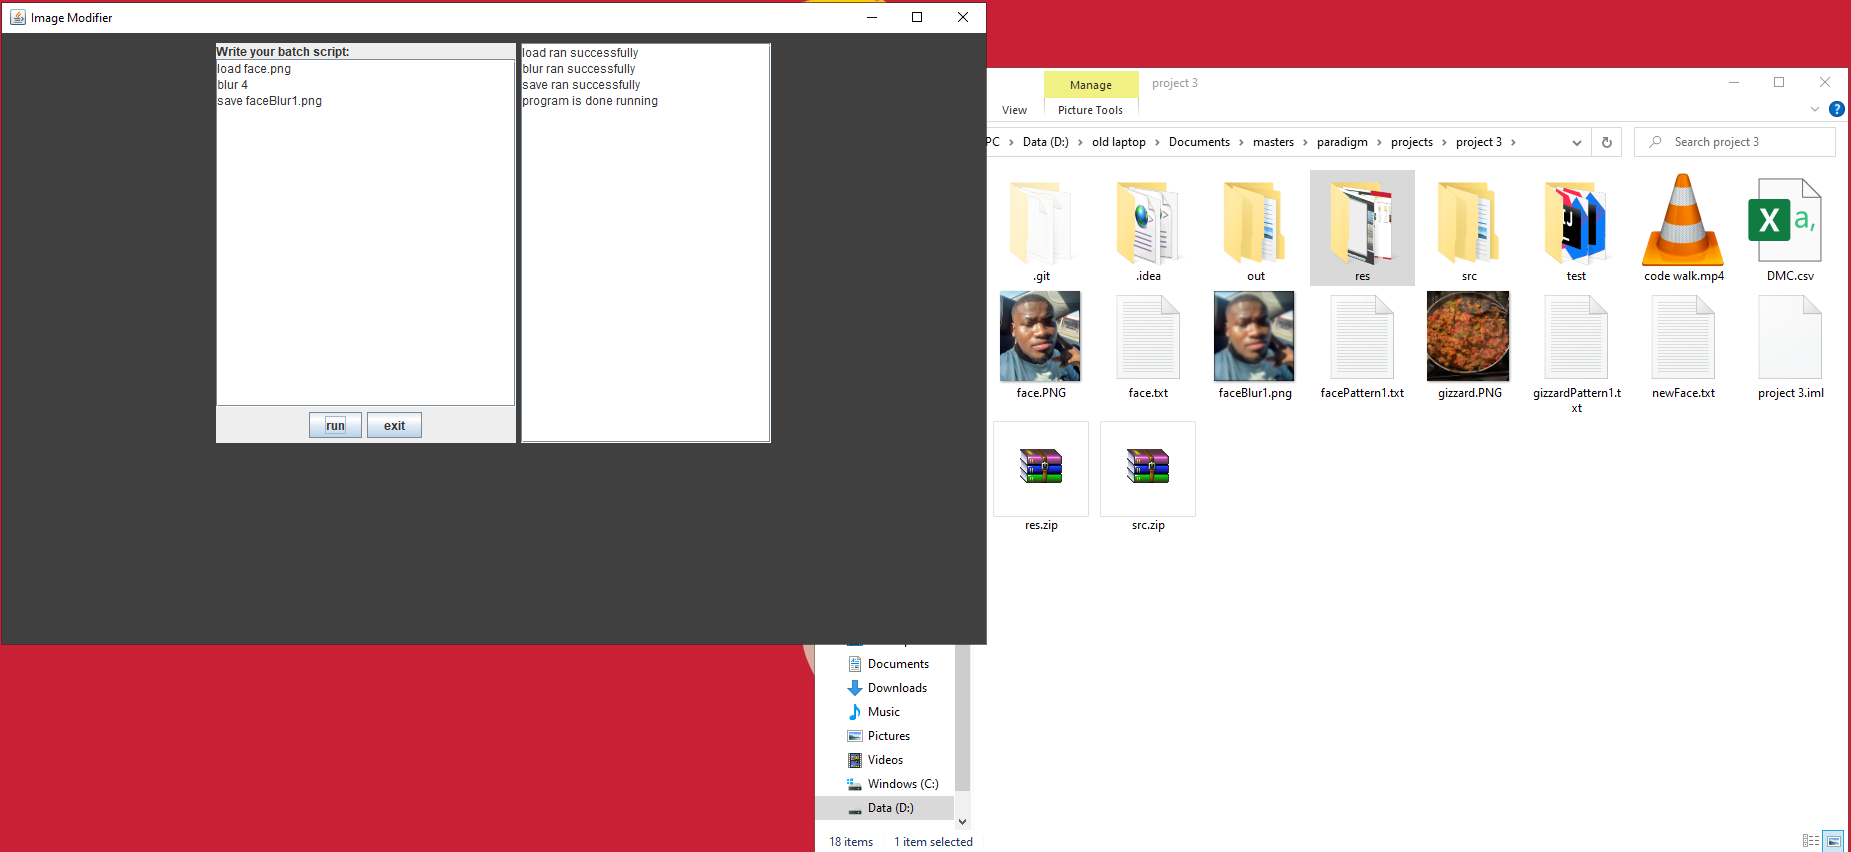 Image Modifier
Write your batch script:
load face.png
blur 4
save faceBlur1.png
run
exit
load ran successfully
blur ran successfully
save ran successfully
program is done running
Manage
project 3
View
Picture Tools
PC > Data (D:) > old laptop > Documents > masters > paradigm > projects > project 3 >
Search project 3
.git
.idea
out
res
src
test
code walk.mp4
DMC.csv
face.PNG
face.txt
faceBlur1.png
facePattern1.txt
gizzard.PNG
gizzardPattern1.t
xt
newFace.txt
project 3.iml
res.zip
src.zip
Documents
Downloads
Music
Pictures
Videos
Windows (C:)
Data (D:)
18 items
1 item selected